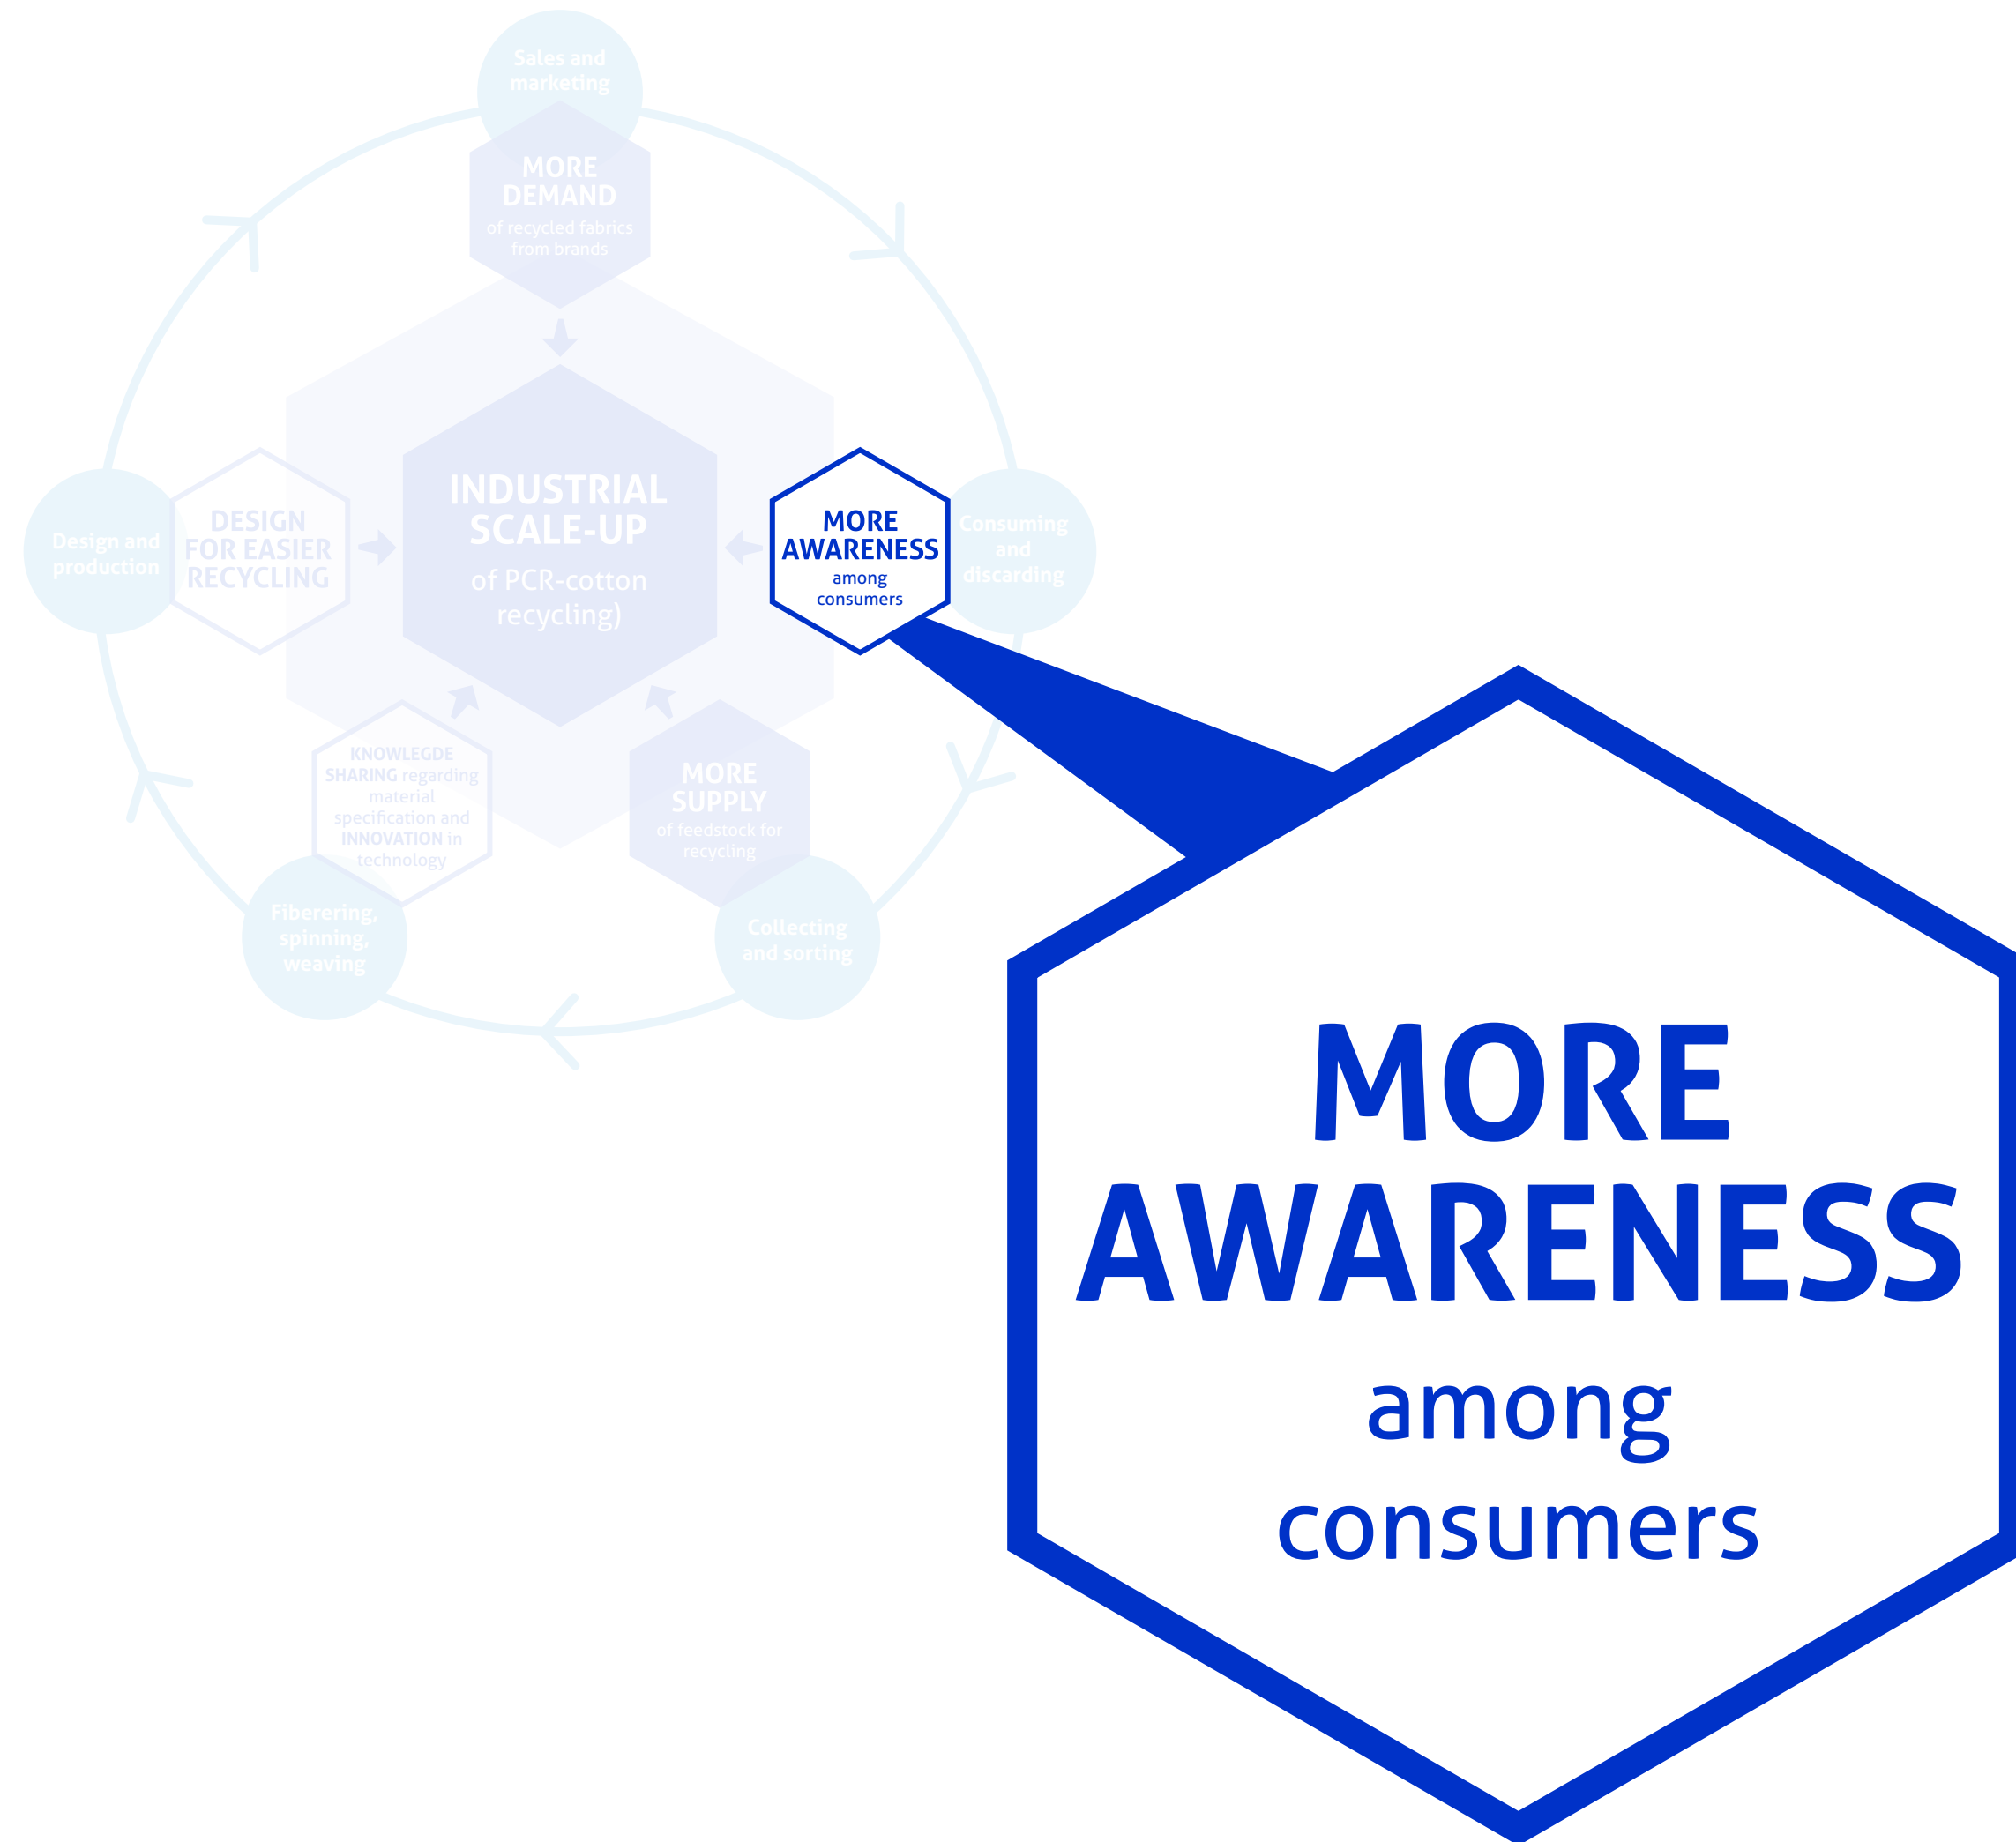 Sales and
marketing
MORE
DEMAND
of recycled fabrics
from brands
INDUSTRIAL
SCALE-UP
of PCR-cotton
recycling)
Design and
production
DESIGN
FOR EASIER
RECYCLING
MORE
AWARENESS
among
consumers
Consuming
and
discarding
KNOWLEGDE
SHARING regarding
material
specification and
INNOVATION in
technology
MORE
SUPPLY
of feedstock for
recycling
Fiberering,
spinning,
weaving
Collecting
and sorting
MORE
AWARENESS
among
consumers